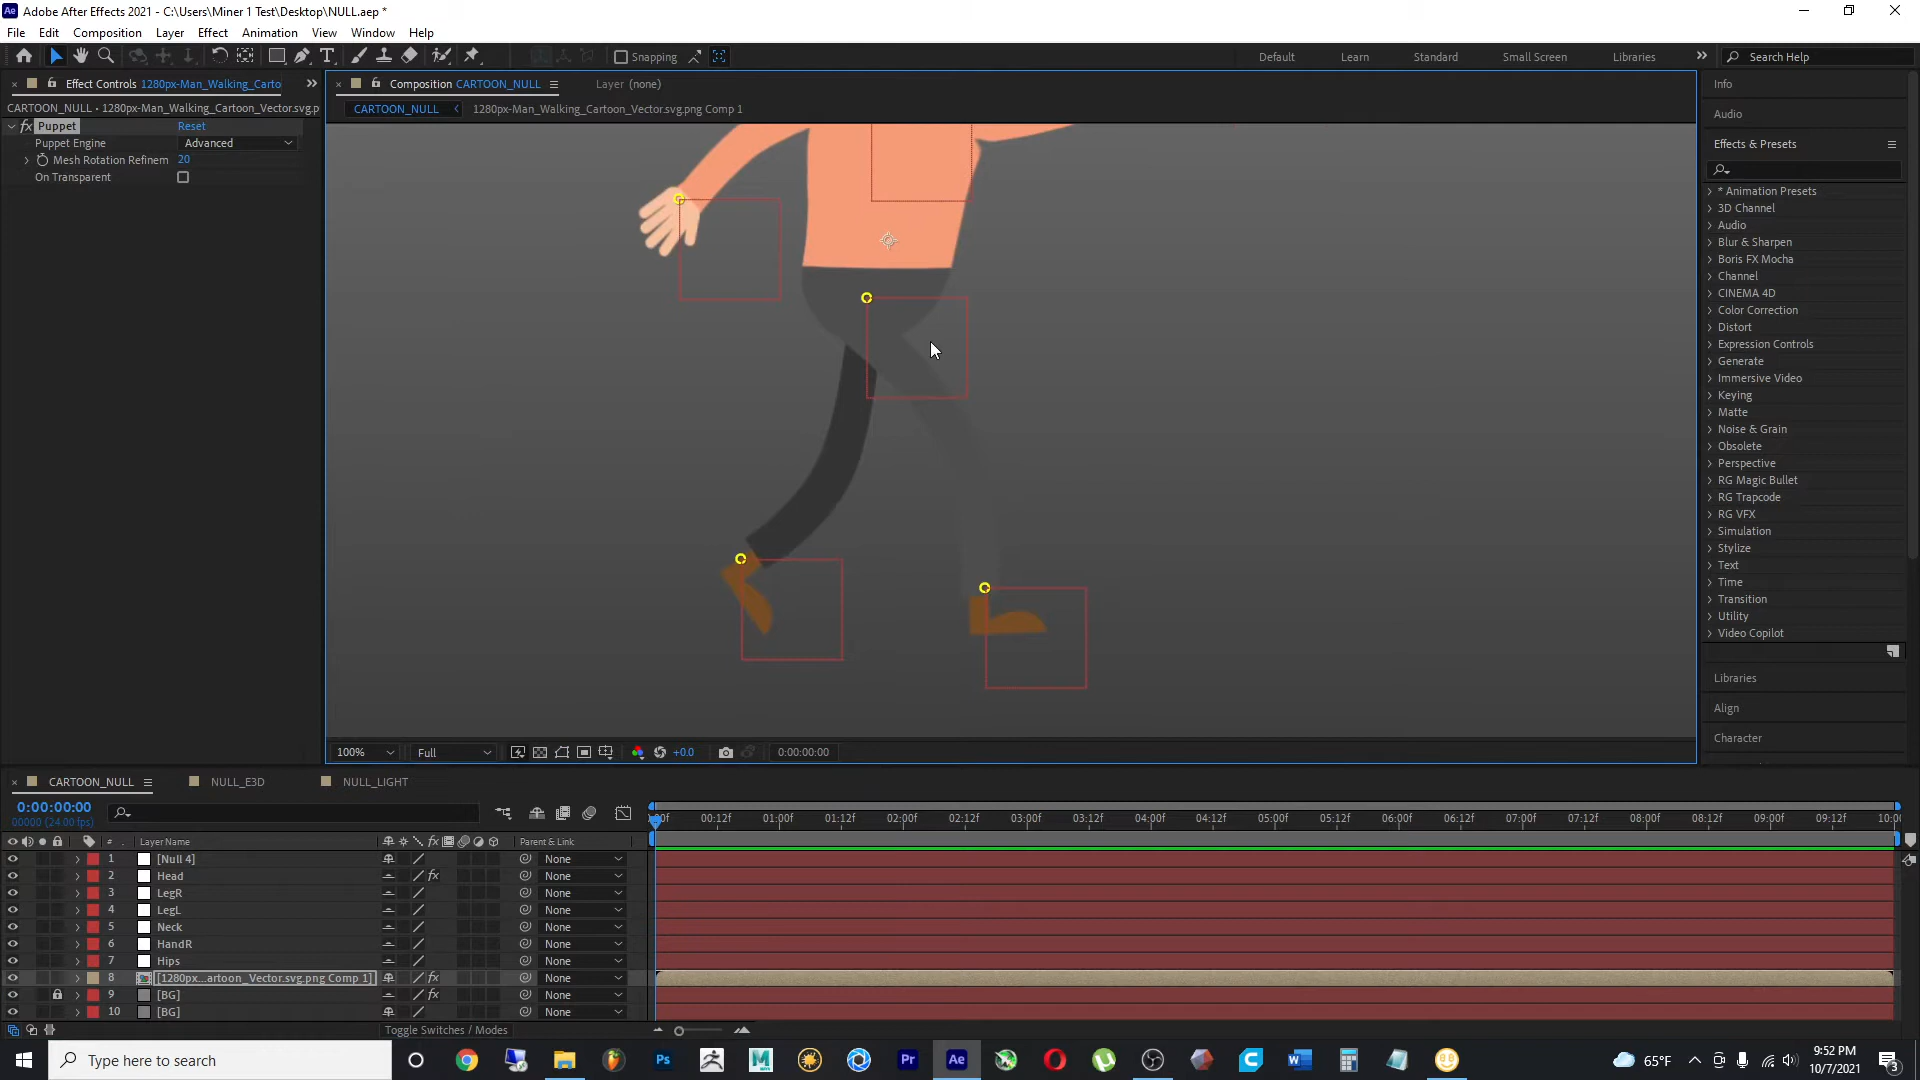 Adobe After Effects 2021 - C:\Users\Miner 1 Test\Desktop\NULL.aep *
File Edit Composition Layer Effect Animation View Window Help
Snapping Default Learn Standard Small Screen Libraries Search Help
Effect Controls 1280px-Man_Walking_Carto
CARTOON_NULL • 1280px-Man_Walking_Cartoon_Vector.svg.p
fx Puppet Reset
Puppet Engine Advanced
Mesh Rotation Refinem 20
On Transparent
Composition CARTOON_NULL Layer (none)
CARTOON_NULL 1280px-Man_Walking_Cartoon_Vector.svg.png Comp 1
100% Full +0.0 0:00:00:00
Info
Audio
Effects & Presets
* Animation Presets
3D Channel
Audio
Blur & Sharpen
Boris FX Mocha
Channel
CINEMA 4D
Color Correction
Distort
Expression Controls
Generate
Immersive Video
Keying
Matte
Noise & Grain
Obsolete
Perspective
RG Magic Bullet
RG Trapcode
RG VFX
Simulation
Stylize
Text
Time
Transition
Utility
Video Copilot
Libraries
Align
Character
CARTOON_NULL NULL_E3D NULL_LIGHT
0:00:00:00
00000 (24.00 fps)
:00f 00:12f 01:00f 01:12f 02:00f 02:12f 03:00f 03:12f 04:00f 04:12f 05:00f 05:12f 06:00f 06:12f 07:00f 07:12f 08:00f 08:12f 09:00f 09:12f 10:00
# Layer Name fx Parent & Link
1 [Null 4] None
2 Head fx None
3 LegR None
4 LegL None
5 Neck None
6 HandR None
7 Hips None
8 [1280px...artoon_Vector.svg.png Comp 1] fx None
9 [BG] fx None
10 [BG] None
Toggle Switches / Modes
Type here to search
Ps
M
Pr
Ae
W
65°F
9:52 PM
10/7/2021
3